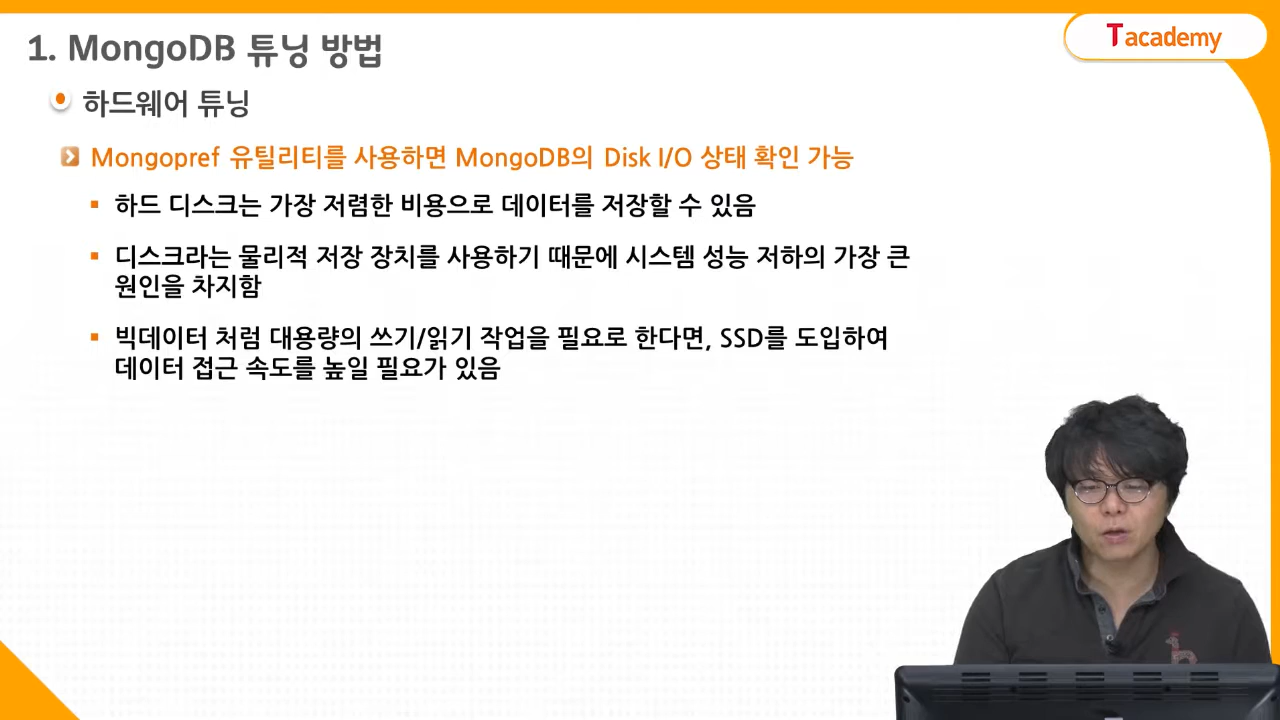 1. MongoDB 튜닝 방법
Tacademy
하드웨어 튜닝
Mongopref 유틸리티를 사용하면 MongoDB의 Disk I/O 상태 확인 가능
하드 디스크는 가장 저렴한 비용으로 데이터를 저장할 수 있음
디스크라는 물리적 저장 장치를 사용하기 때문에 시스템 성능 저하의 가장 큰
원인을 차지함
빅데이터 처럼 대용량의 쓰기/읽기 작업을 필요로 한다면, SSD를 도입하여
데이터 접근 속도를 높일 필요가 있음